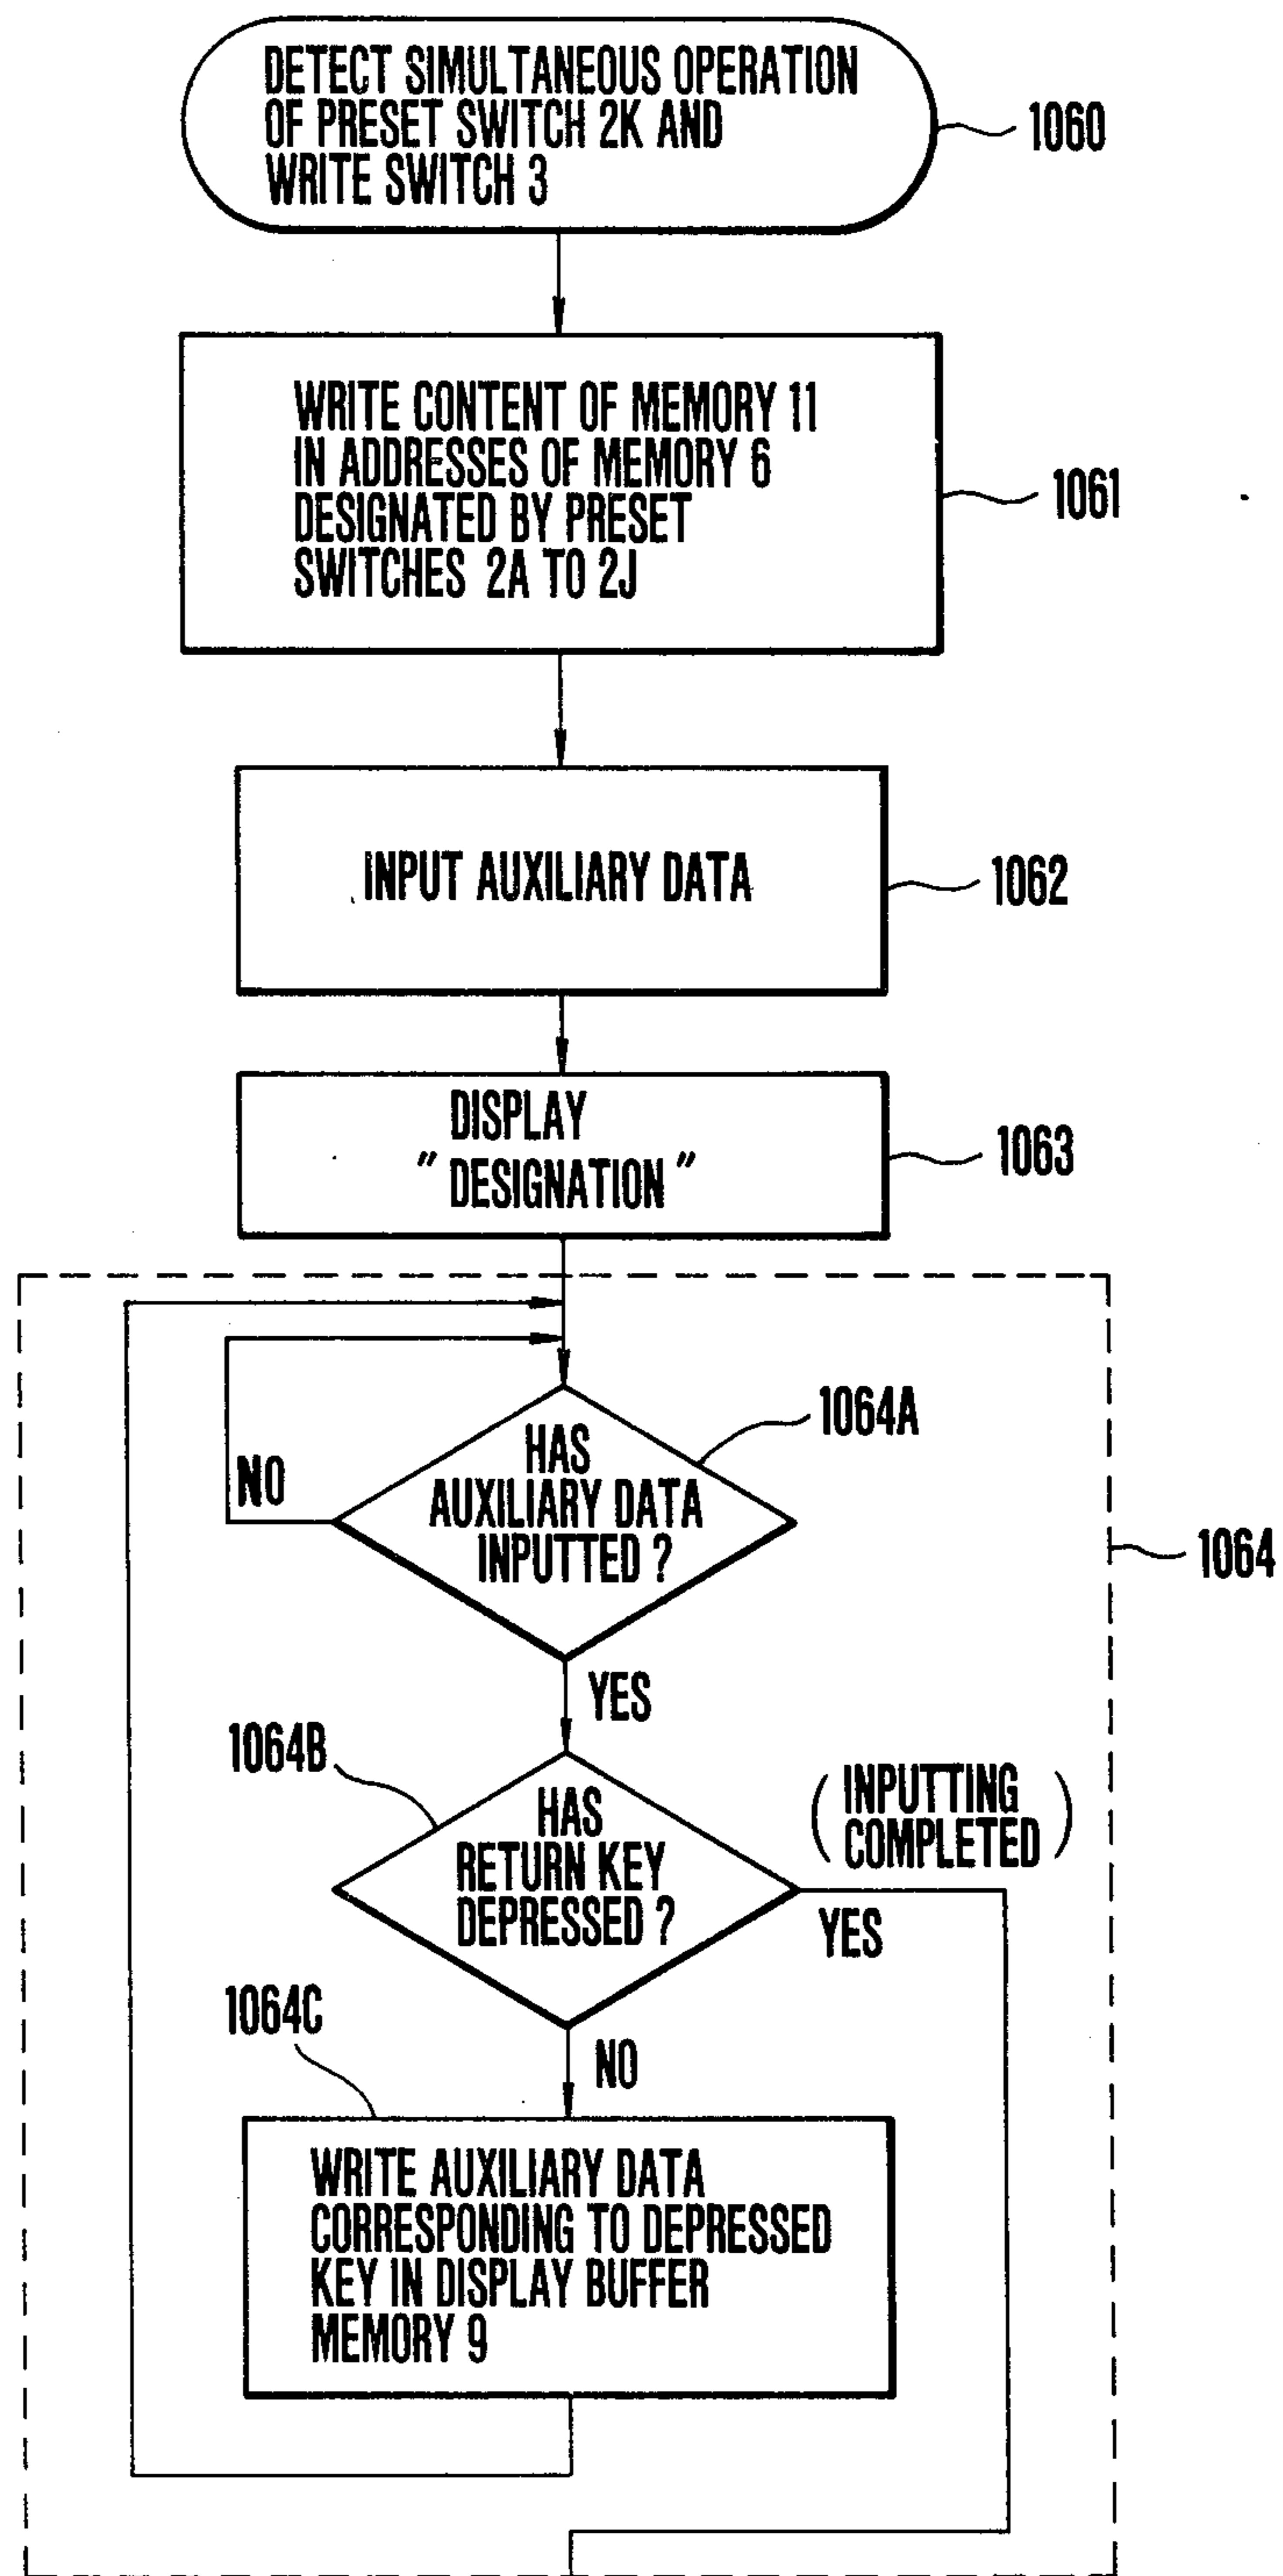 DETECT SIMULTANEOUS OPERATION
OF PRESET SWITCH 2K AND
WRITE SWITCH 3
1060
WRITE CONTENT OF MEMORY 11
IN ADDRESSES OF MEMORY 6
DESIGNATED BY PRESET
SWITCHES 2A TO 2J
1061
INPUT AUXILIARY DATA
1062
DISPLAY
" DESIGNATION "
1063
1064A
HAS
AUXILIARY DATA
INPUTTED ?
NO
1064
YES
1064B
HAS
RETURN KEY
DEPRESSED ?
( INPUTTING
COMPLETED )
YES
1064C
NO
WRITE AUXILIARY DATA
CORRESPONDING TO DEPRESSED
KEY IN DISPLAY BUFFER
MEMORY 9